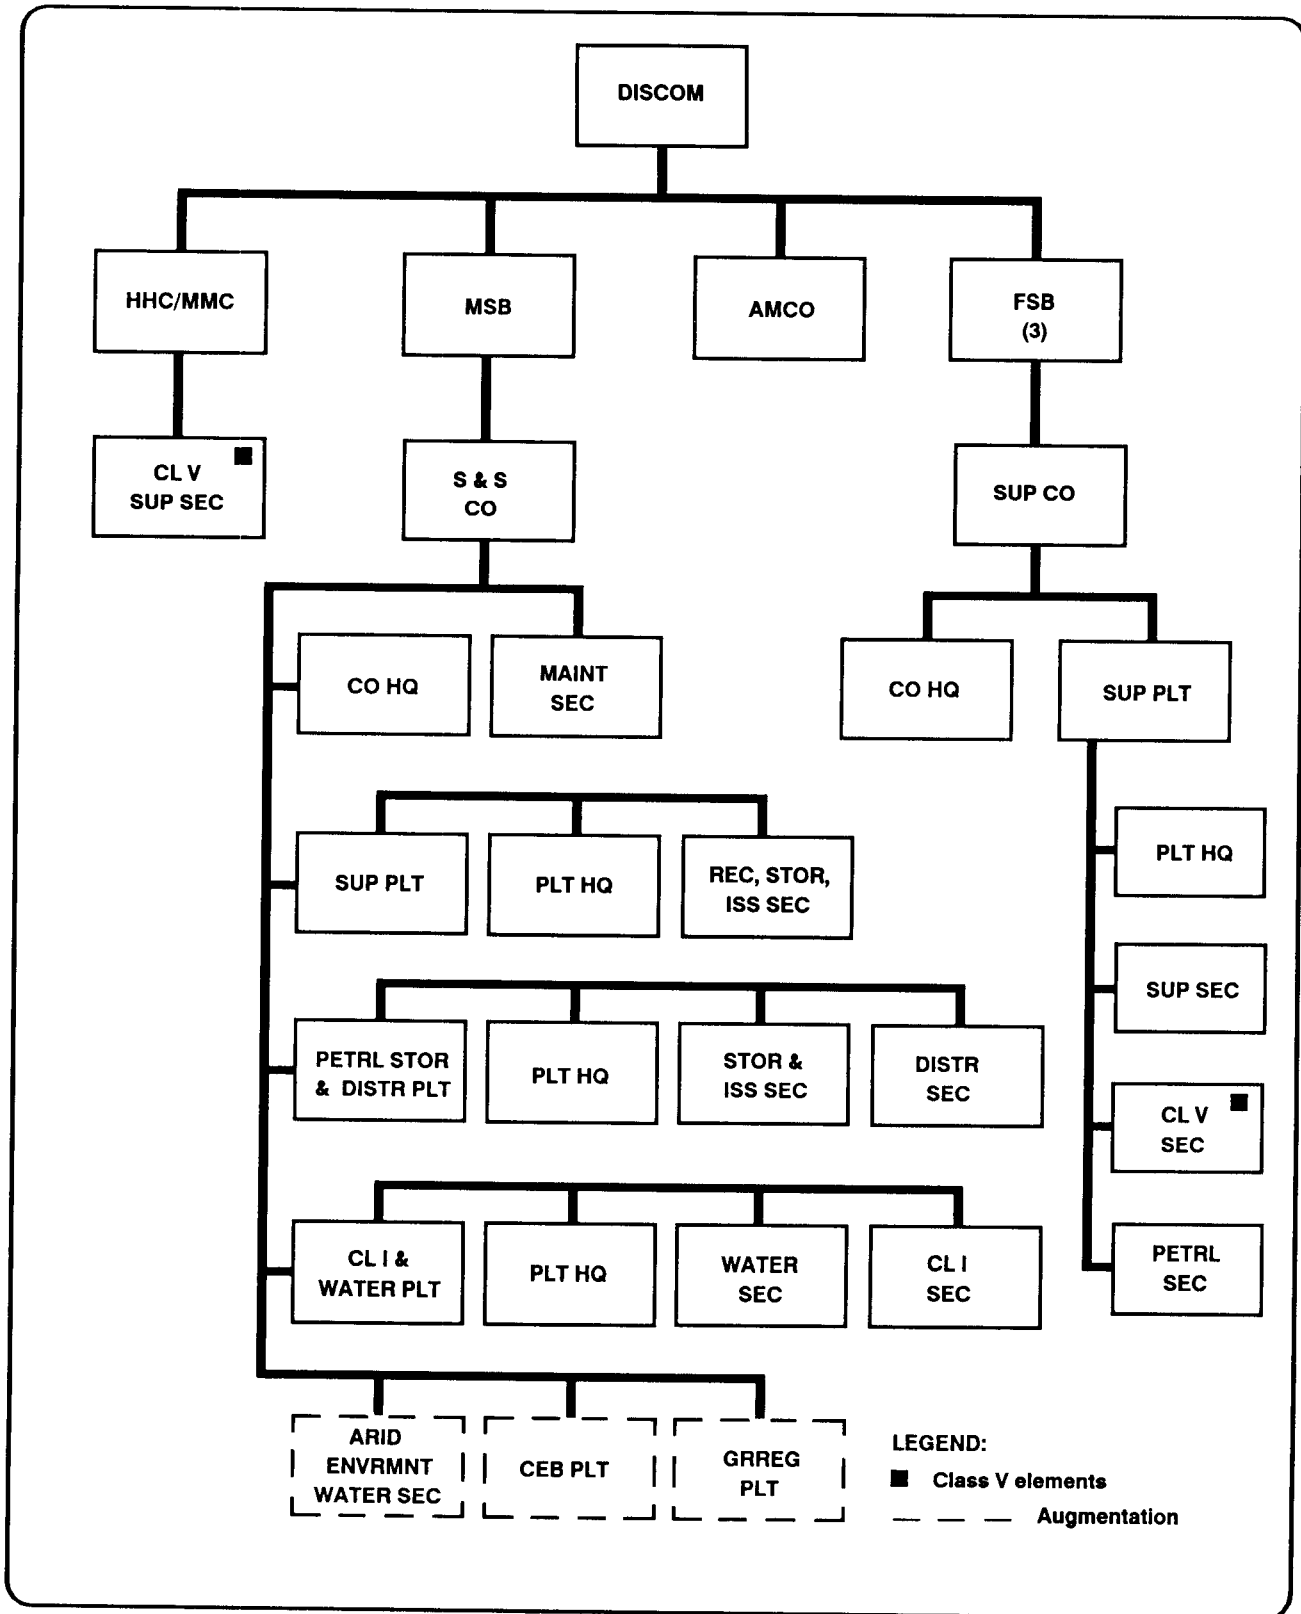 DISCOM
HHC/MMC
MSB
AMCO
FSB
(3)
CL V
SUP SEC
S & S
CO
SUP CO
CO HQ
MAINT
SEC
CO HQ
SUP PLT
SUP PLT
PLT HQ
REC, STOR,
ISS SEC
PLT HQ
SUP SEC
PETRL STOR
& DISTR PLT
PLT HQ
STOR &
ISS SEC
DISTR
SEC
CL V
SEC
CL I &
WATER PLT
PLT HQ
WATER
SEC
CL I
SEC
PETRL
SEC
ARID
ENVRMNT
WATER SEC
CEB PLT
GRREG
PLT
LEGEND:
Class V elements
Augmentation